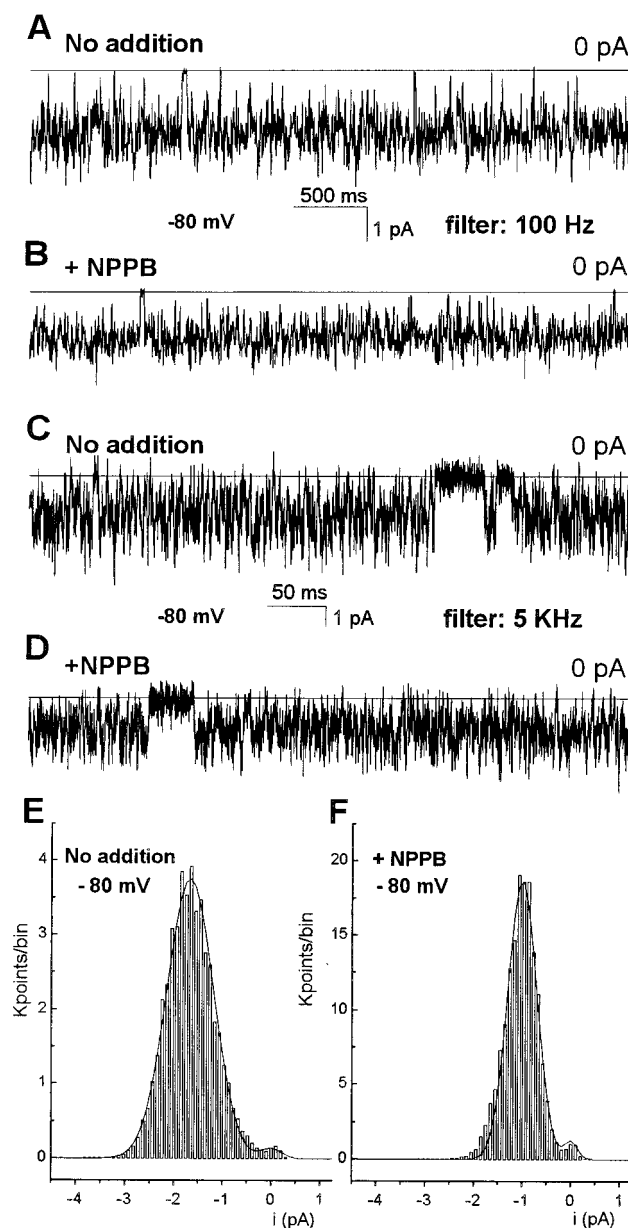 A No addition 0 pA
500 ms
-80 mV 1 pA filter: 100 Hz
B + NPPB 0 pA
C No addition 0 pA
50 ms
-80 mV 1 pA filter: 5 KHz
D +NPPB 0 pA
E F
No addition
- 80 mV
+ NPPB
- 80 mV
Kpoints/bin
4
3
2
1
0
-4 -3 -2 -1 0 1
i (pA)
Kpoints/bin
20
15
10
5
0
-4 -3 -2 -1 0 1
i (pA)